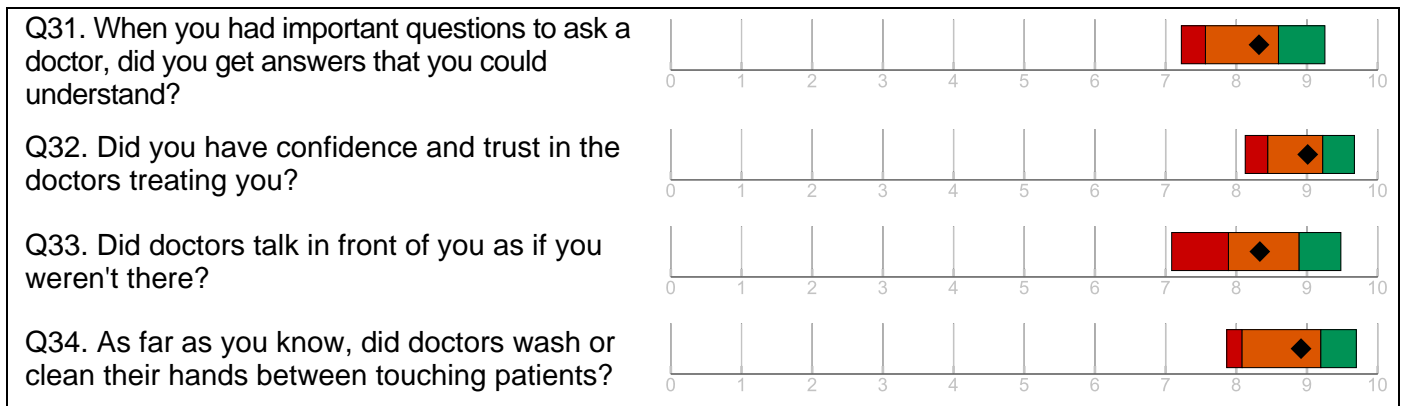 Q31. When you had important questions to ask a
doctor, did you get answers that you could
understand?
0 1 2 3 4 5 6 7 8 9 10
Q32. Did you have confidence and trust in the
doctors treating you?
0 1 2 3 4 5 6 7 8 9 10
Q33. Did doctors talk in front of you as if you
weren't there?
0 1 2 3 4 5 6 7 8 9 10
Q34. As far as you know, did doctors wash or
clean their hands between touching patients?
0 1 2 3 4 5 6 7 8 9 10